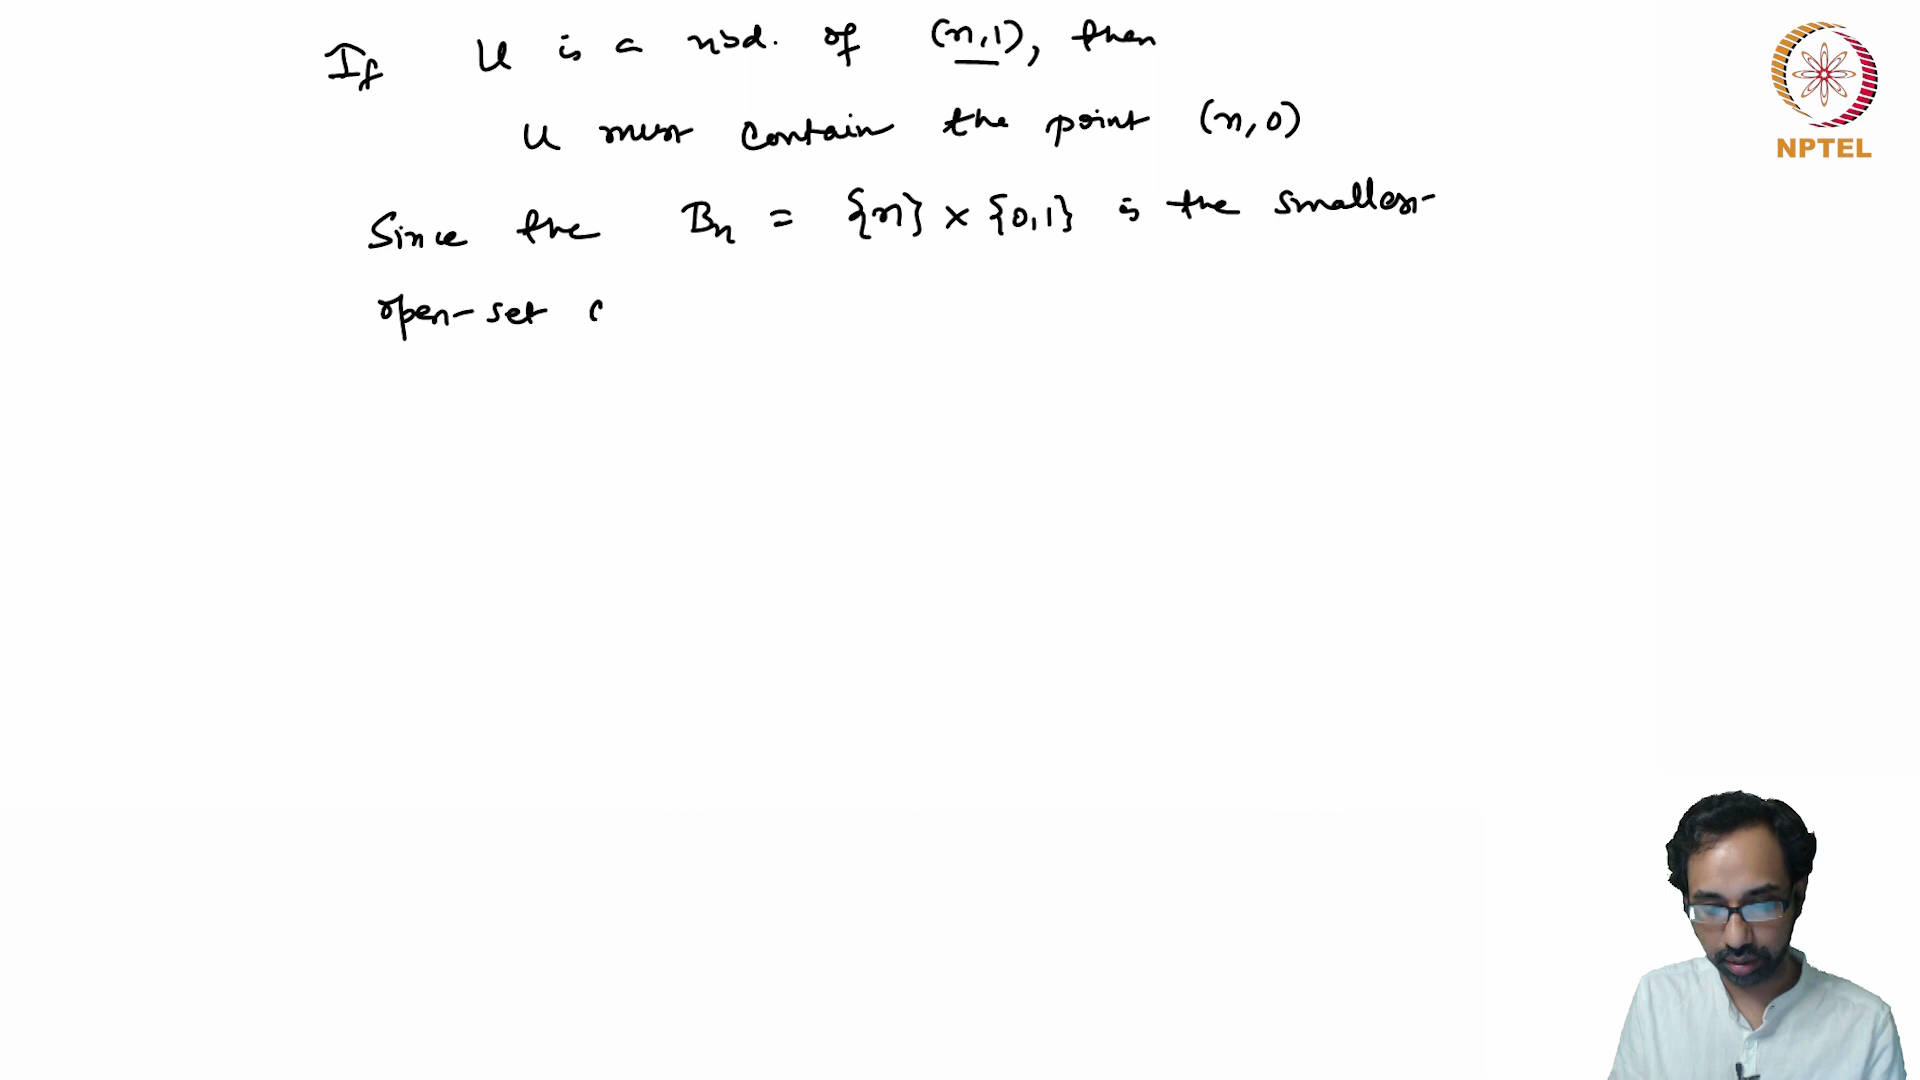 If U is a nbd. of (n,1), then
U must contain the point (n,0)
Since the Bn = {n} × {0,1} is the smallest
open-set c
NPTEL